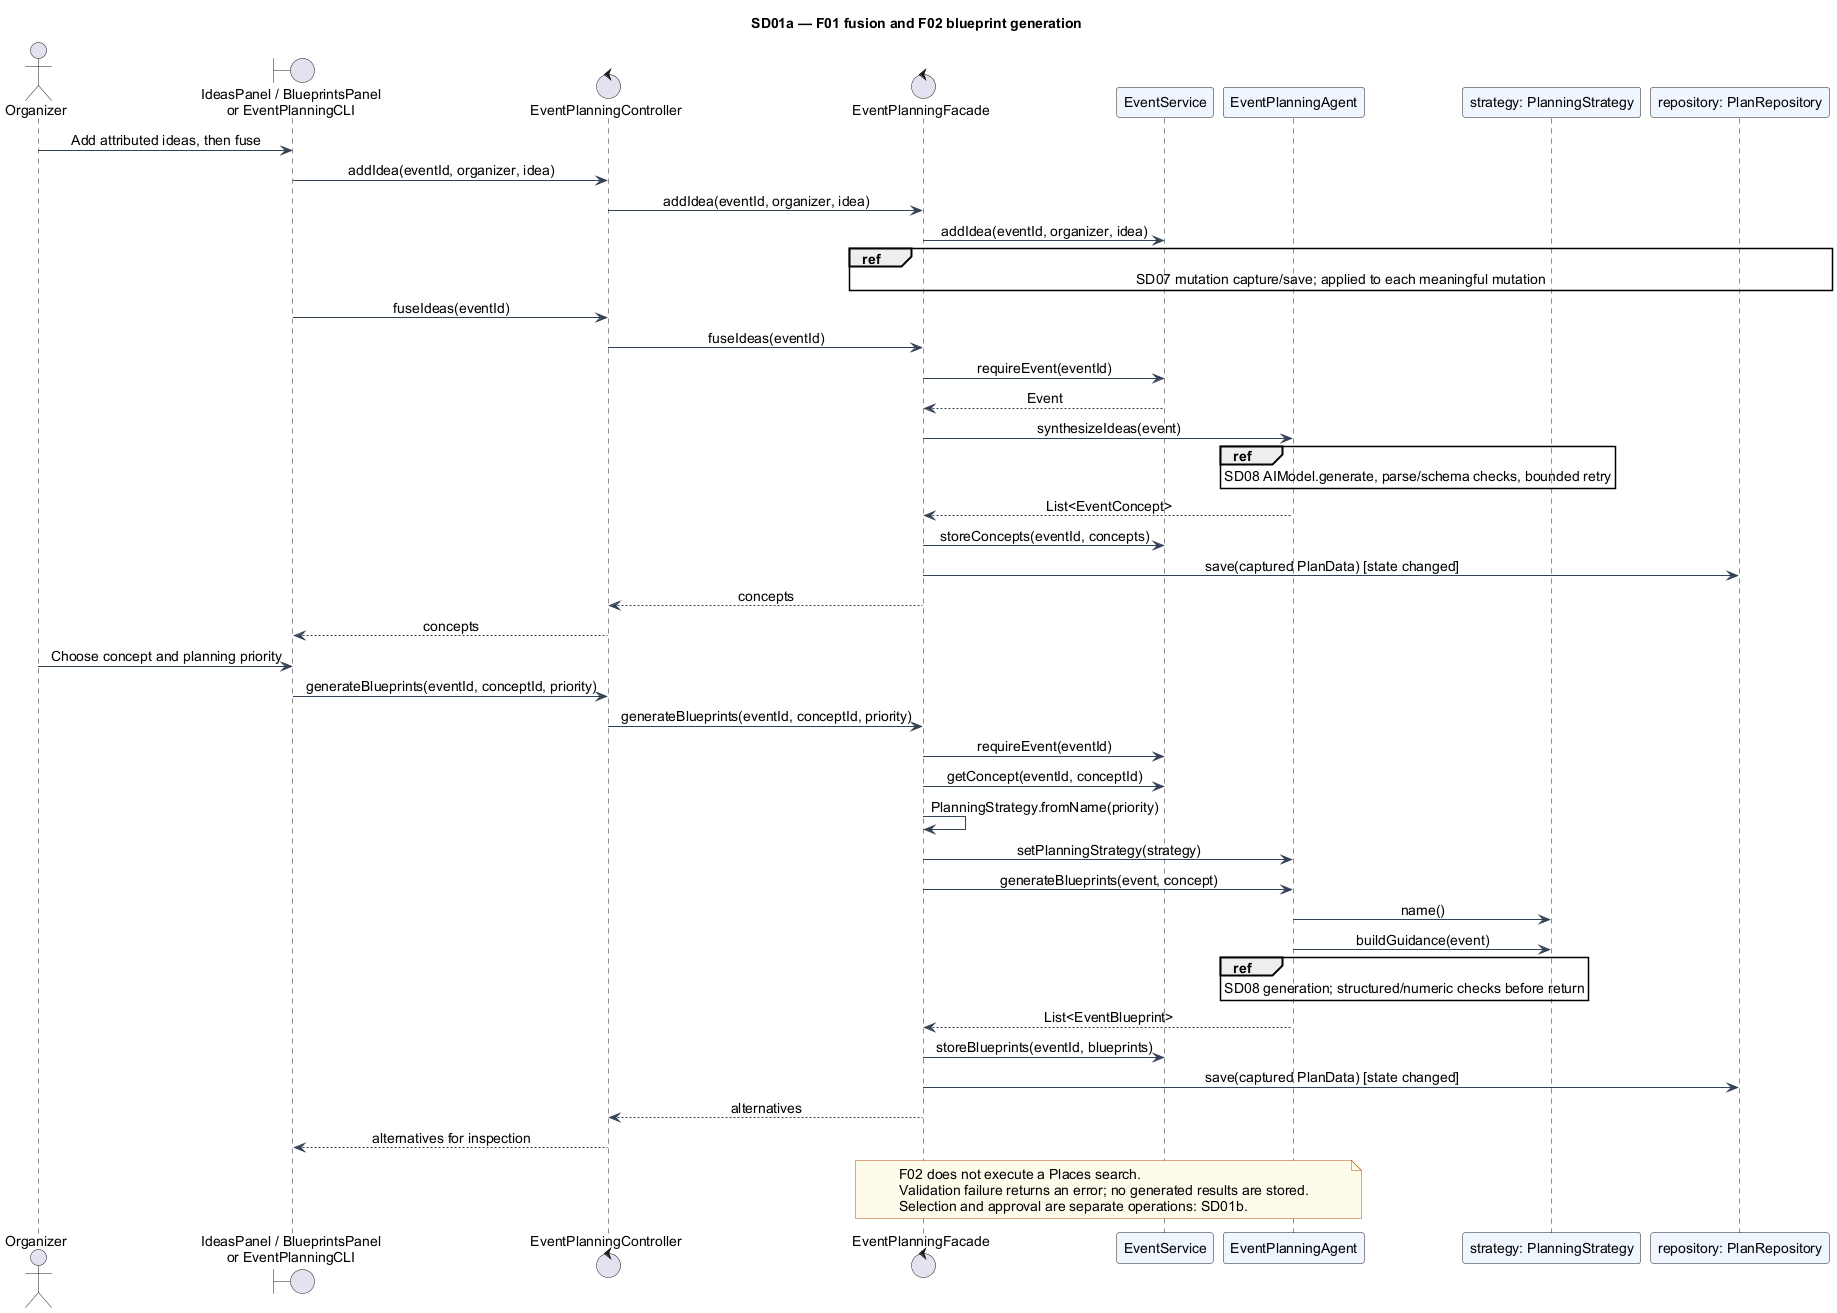 SD01a — F01 fusion and F02 blueprint generation
Organizer
IdeasPanel / BlueprintsPanel
or EventPlanningCLI
EventPlanningController
EventPlanningFacade
EventService
EventPlanningAgent
strategy: PlanningStrategy
repository: PlanRepository
Add attributed ideas, then fuse
addIdea(eventId, organizer, idea)
addIdea(eventId, organizer, idea)
addIdea(eventId, organizer, idea)
ref
SD07 mutation capture/save; applied to each meaningful mutation
fuseIdeas(eventId)
fuseIdeas(eventId)
requireEvent(eventId)
Event
synthesizeIdeas(event)
ref
SD08 AIModel.generate, parse/schema checks, bounded retry
List<EventConcept>
storeConcepts(eventId, concepts)
save(captured PlanData) [state changed]
concepts
concepts
Choose concept and planning priority
generateBlueprints(eventId, conceptId, priority)
generateBlueprints(eventId, conceptId, priority)
requireEvent(eventId)
getConcept(eventId, conceptId)
PlanningStrategy.fromName(priority)
setPlanningStrategy(strategy)
generateBlueprints(event, concept)
name()
buildGuidance(event)
ref
SD08 generation; structured/numeric checks before return
List<EventBlueprint>
storeBlueprints(eventId, blueprints)
save(captured PlanData) [state changed]
alternatives
alternatives for inspection
F02 does not execute a Places search.
Validation failure returns an error; no generated results are stored.
Selection and approval are separate operations: SD01b.
Organizer
IdeasPanel / BlueprintsPanel
or EventPlanningCLI
EventPlanningController
EventPlanningFacade
EventService
EventPlanningAgent
strategy: PlanningStrategy
repository: PlanRepository